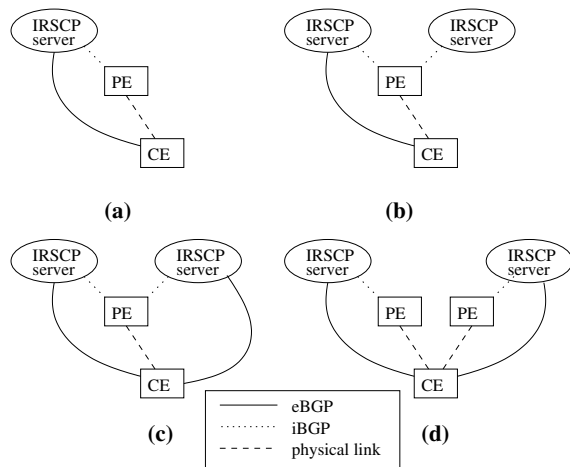 IRSCP
server
PE
CE
(a)
IRSCP
server
IRSCP
server
PE
CE
(b)
IRSCP
server
IRSCP
server
PE
CE
(c)
IRSCP
server
IRSCP
server
PE
PE
CE
(d)
eBGP
iBGP
physical link